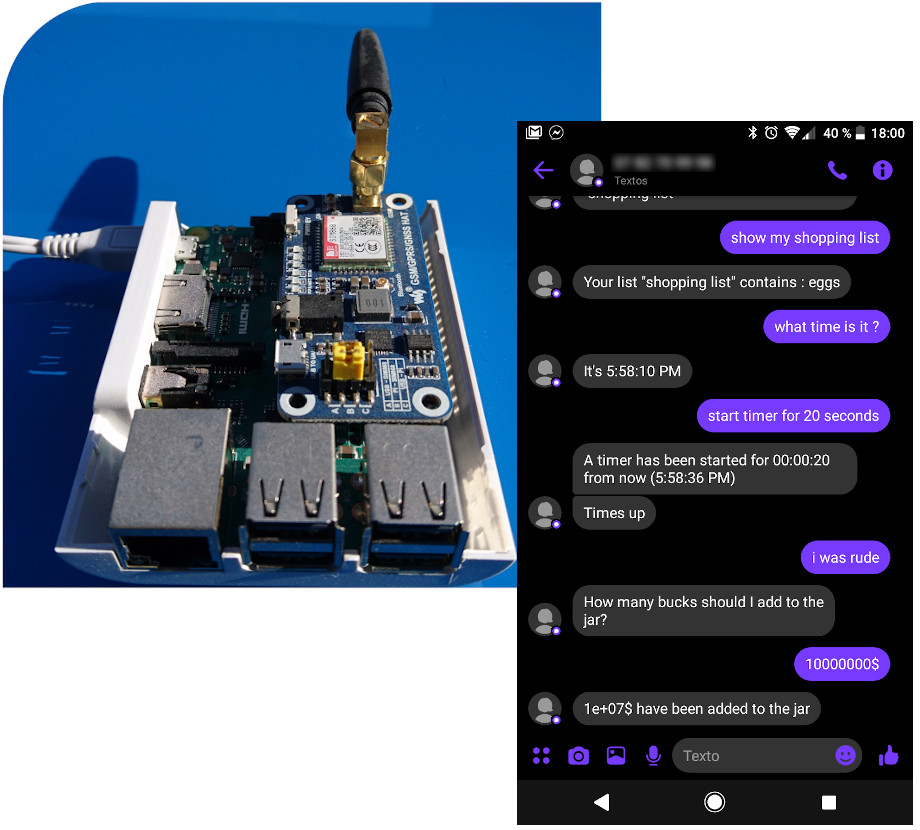 SIM868
GSM/GPRS/GNSS HAT
Bluetooth
HDMI
100
A
B
C
40 %
18:00
Textos
Shopping list
show my shopping list
Your list "shopping list" contains : eggs
what time is it ?
It's 5:58:10 PM
start timer for 20 seconds
A timer has been started for 00:00:20
from now (5:58:36 PM)
Times up
i was rude
How many bucks should I add to the
jar?
10000000$
1e+07$ have been added to the jar
Texto